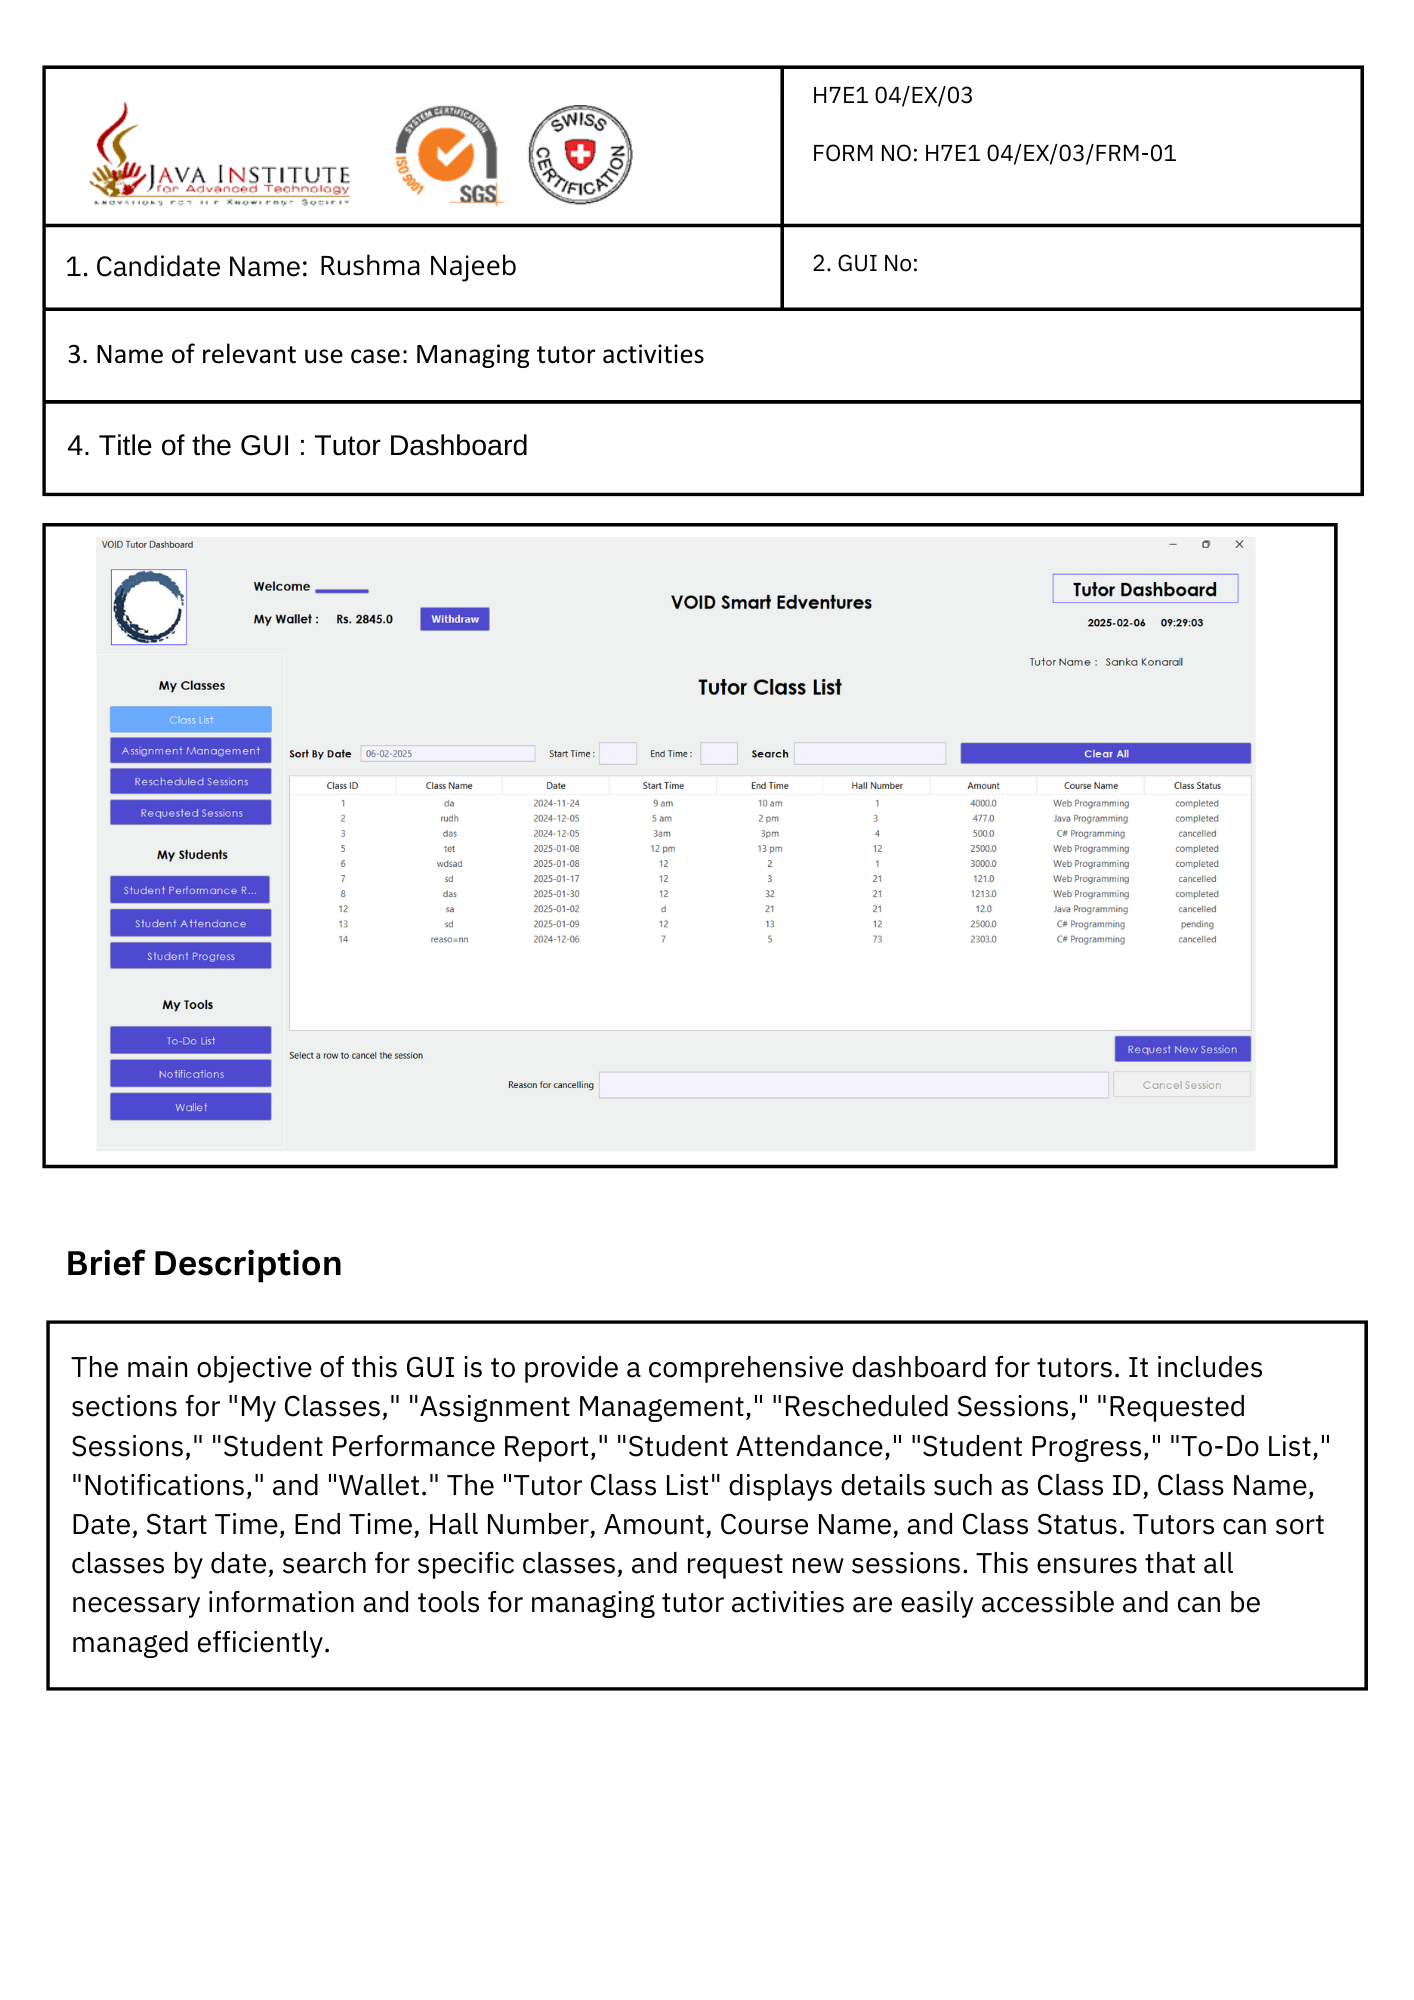 JAVA INSTITUTE
for Advanced Technology
SYSTEM CERTIFICATION
ISO 9001
SGS
SWISS
CERTIFICATION
H7E1 04/EX/03
FORM NO: H7E1 04/EX/03/FRM-01
1. Candidate Name: Rushma Najeeb
2. GUI No:
3. Name of relevant use case: Managing tutor activities
4. Title of the GUI : Tutor Dashboard
VOID Tutor Dashboard
Welcome
My Wallet : Rs. 2845.0 Withdraw
VOID Smart Edventures
Tutor Dashboard
2025-02-06 09:29:03
Tutor Name : Sanka Konarall
My Classes
Class List
Assignment Management
Rescheduled Sessions
Requested Sessions
My Students
Student Performance R...
Student Attendance
Student Progress
My Tools
To-Do List
Notifications
Wallet
Tutor Class List
Sort By Date 06-02-2025 Start Time : End Time : Search Clear All
Class ID Class Name Date Start Time End Time Hall Number Amount Course Name Class Status
1 da 2024-11-24 9 am 10 am 1 4000.0 Web Programming completed
2 rudh 2024-12-05 5 am 2 pm 3 477.0 Java Programming completed
3 das 2024-12-05 3am 3pm 4 500.0 C# Programming cancelled
5 tet 2025-01-08 12 pm 13 pm 12 2500.0 Web Programming completed
6 wdsad 2025-01-08 12 2 1 3000.0 Web Programming completed
7 sd 2025-01-17 12 3 21 121.0 Web Programming cancelled
8 das 2025-01-30 12 32 21 1213.0 Web Programming completed
12 sa 2025-01-02 d 21 21 12.0 Java Programming cancelled
13 sd 2025-01-09 12 13 12 2500.0 C# Programming pending
14 reaso=nn 2024-12-06 7 5 73 2303.0 C# Programming cancelled
Select a row to cancel the session
Request New Session
Reason for cancelling
Cancel Session
Brief Description
The main objective of this GUI is to provide a comprehensive dashboard for tutors. It includes
sections for "My Classes," "Assignment Management," "Rescheduled Sessions," "Requested
Sessions," "Student Performance Report," "Student Attendance," "Student Progress," "To-Do List,"
"Notifications," and "Wallet." The "Tutor Class List" displays details such as Class ID, Class Name,
Date, Start Time, End Time, Hall Number, Amount, Course Name, and Class Status. Tutors can sort
classes by date, search for specific classes, and request new sessions. This ensures that all
necessary information and tools for managing tutor activities are easily accessible and can be
managed efficiently.